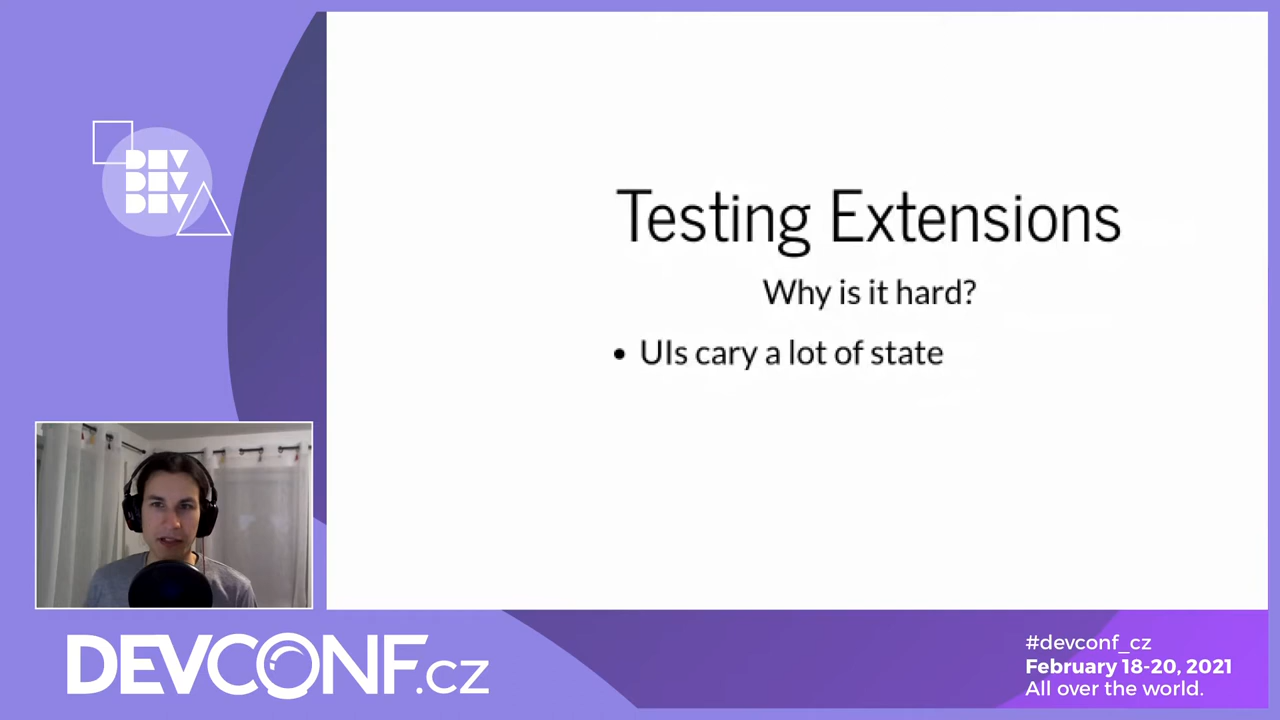 DEV
DEV
DEV
Testing Extensions
Why is it hard?
• UIs cary a lot of state
DEVCONF.cz
#devconf_cz
February 18-20, 2021
All over the world.